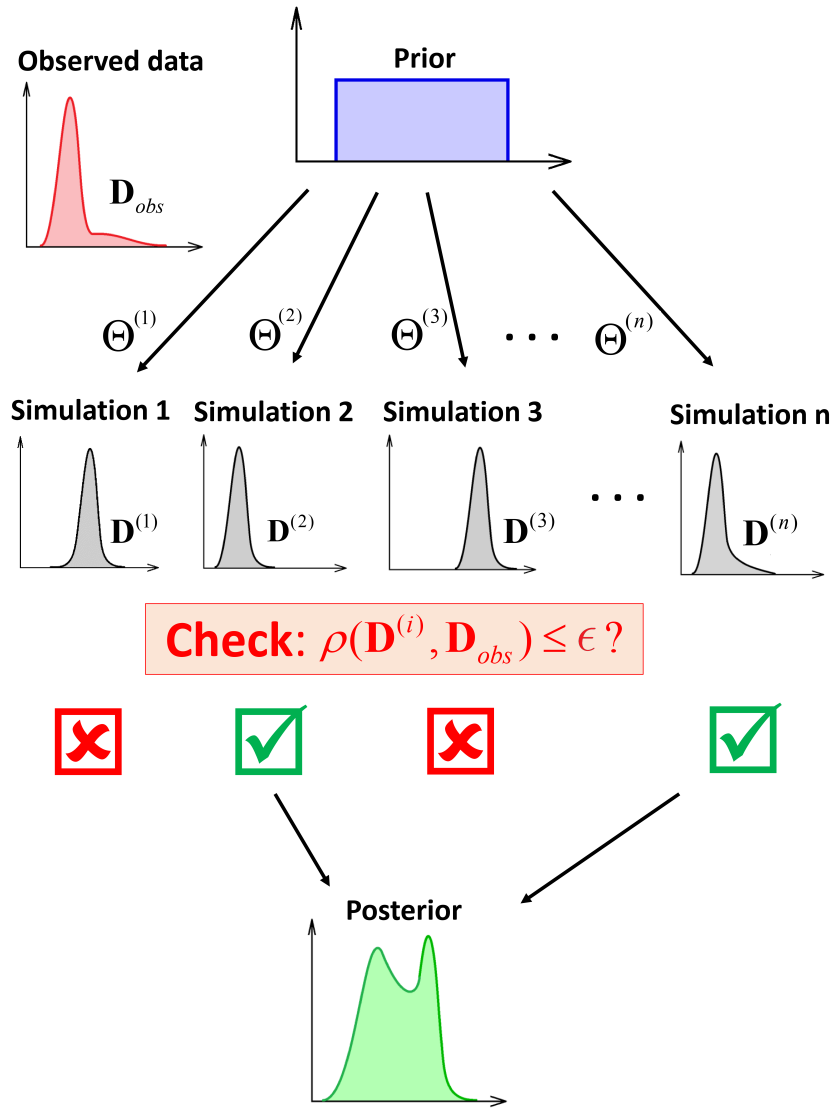 Observed data
Prior
D_obs
Θ^(1) Θ^(2) Θ^(3) ... Θ^(n)
Simulation 1 Simulation 2 Simulation 3 Simulation n
D^(1) D^(2) D^(3) ... D^(n)
Check: ρ(D^(i), D_obs) ≤ ϵ ?
Posterior